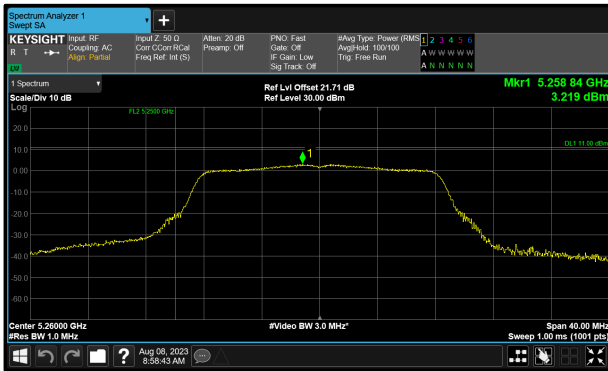 Spectrum Analyzer 1
Swept SA
+
KEYSIGHT Input: RF Input Z: 50 Ω Atten: 20 dB PNO: Fast #Avg Type: Power (RMS) 1 2 3 4 5 6
R T Coupling: AC Corr CCorr RCal Preamp: Off Gate: Off Avg|Hold: 100/100 A W W W W W
Align: Partial Freq Ref: Int (S) IF Gain: Low Trig: Free Run
Sig Track: Off A N N N N N
1 Spectrum Mkr1 5.258 84 GHz
Ref Lvl Offset 21.71 dB
Scale/Div 10 dB Ref Level 30.00 dBm 3.219 dBm
Log
FL2 5.2500 GHz
20.0
DL1 11.00 dBm
10.0
1
0.00
-10.0
-20.0
-30.0
-40.0
-50.0
-60.0
Center 5.26000 GHz #Video BW 3.0 MHz* Span 40.00 MHz
#Res BW 1.0 MHz Sweep 1.00 ms (1001 pts)
? Aug 08, 2023
8:58:43 AM